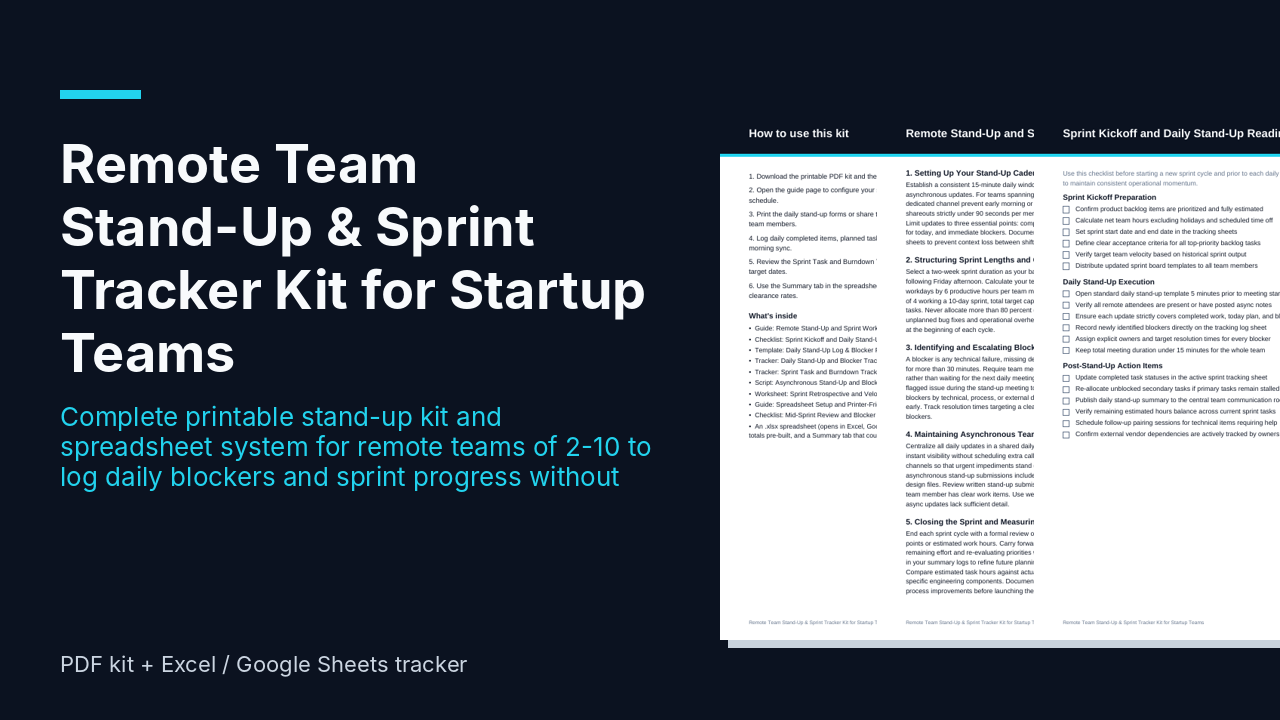 Remote Team
Stand-Up & Sprint
Tracker Kit for Startup
Teams
Complete printable stand-up kit and
spreadsheet system for remote teams of 2-10 to
log daily blockers and sprint progress without
PDF kit + Excel / Google Sheets tracker
How to use this kit
1. Download the printable PDF kit and the
2. Open the guide page to configure your
schedule.
3. Print the daily stand-up forms or share
team members.
4. Log daily completed items, planned task
morning sync.
5. Review the Sprint Task and Burndown
target dates.
6. Use the Summary tab in the spreadshe
clearance rates.
What's inside
• Guide: Remote Stand-Up and Sprint Work
• Checklist: Sprint Kickoff and Daily Stand-U
• Template: Daily Stand-Up Log & Blocker
• Tracker: Daily Stand-Up and Blocker Trac
• Tracker: Sprint Task and Burndown Track
• Script: Asynchronous Stand-Up and Block
• Worksheet: Sprint Retrospective and Velo
• Guide: Spreadsheet Setup and Printer-Fri
• Checklist: Mid-Sprint Review and Blocker
• An .xlsx spreadsheet (opens in Excel, Goo
totals pre-built, and a Summary tab that cou
Remote Team Stand-Up & Sprint Tracker Kit for Startup T
Remote Stand-Up and S
1. Setting Up Your Stand-Up Caden
Establish a consistent 15-minute daily windo
asynchronous updates. For teams spanning
dedicated channel prevent early morning or
shareouts strictly under 90 seconds per mem
Limit updates to three essential points: comp
for today, and immediate blockers. Documen
sheets to prevent context loss between shift
2. Structuring Sprint Lengths and
Select a two-week sprint duration as your ba
following Friday afternoon. Calculate your te
workdays by 6 productive hours per team m
of 4 working a 10-day sprint, total target cap
tasks. Never allocate more than 80 percent
unplanned bug fixes and operational overhe
at the beginning of each cycle.
3. Identifying and Escalating Block
A blocker is any technical failure, missing de
for more than 30 minutes. Require team me
rather than waiting for the next daily meeting
flagged issue during the stand-up meeting to
blockers by technical, process, or external d
early. Track resolution times targeting a clea
blockers.
4. Maintaining Asynchronous Tear
Centralize all daily updates in a shared daily
instant visibility without scheduling extra call
channels so that urgent impediments stand
asynchronous stand-up submissions include
design files. Review written stand-up submis
team member has clear work items. Use we
async updates lack sufficient detail.
5. Closing the Sprint and Measurin
End each sprint cycle with a formal review o
points or estimated work hours. Carry forwa
remaining effort and re-evaluating priorities
in your summary logs to refine future planni
Compare estimated task hours against actu
specific engineering components. Documen
process improvements before launching the
Remote Team Stand-Up & Sprint Tracker Kit for Startup T
Sprint Kickoff and Daily Stand-Up Readin
Use this checklist before starting a new sprint cycle and prior to each daily
to maintain consistent operational momentum.
Sprint Kickoff Preparation
Confirm product backlog items are prioritized and fully estimated
Calculate net team hours excluding holidays and scheduled time off
Set sprint start date and end date in the tracking sheets
Define clear acceptance criteria for all top-priority backlog tasks
Verify target team velocity based on historical sprint output
Distribute updated sprint board templates to all team members
Daily Stand-Up Execution
Open standard daily stand-up template 5 minutes prior to meeting star
Verify all remote attendees are present or have posted async notes
Ensure each update strictly covers completed work, today plan, and bl
Record newly identified blockers directly on the tracking log sheet
Assign explicit owners and target resolution times for every blocker
Keep total meeting duration under 15 minutes for the whole team
Post-Stand-Up Action Items
Update completed task statuses in the active sprint tracking sheet
Re-allocate unblocked secondary tasks if primary tasks remain stalled
Publish daily stand-up summary to the central team communication roo
Verify remaining estimated hours balance across current sprint tasks
Schedule follow-up pairing sessions for technical items requiring help
Confirm external vendor dependencies are actively tracked by owners
Remote Team Stand-Up & Sprint Tracker Kit for Startup Teams